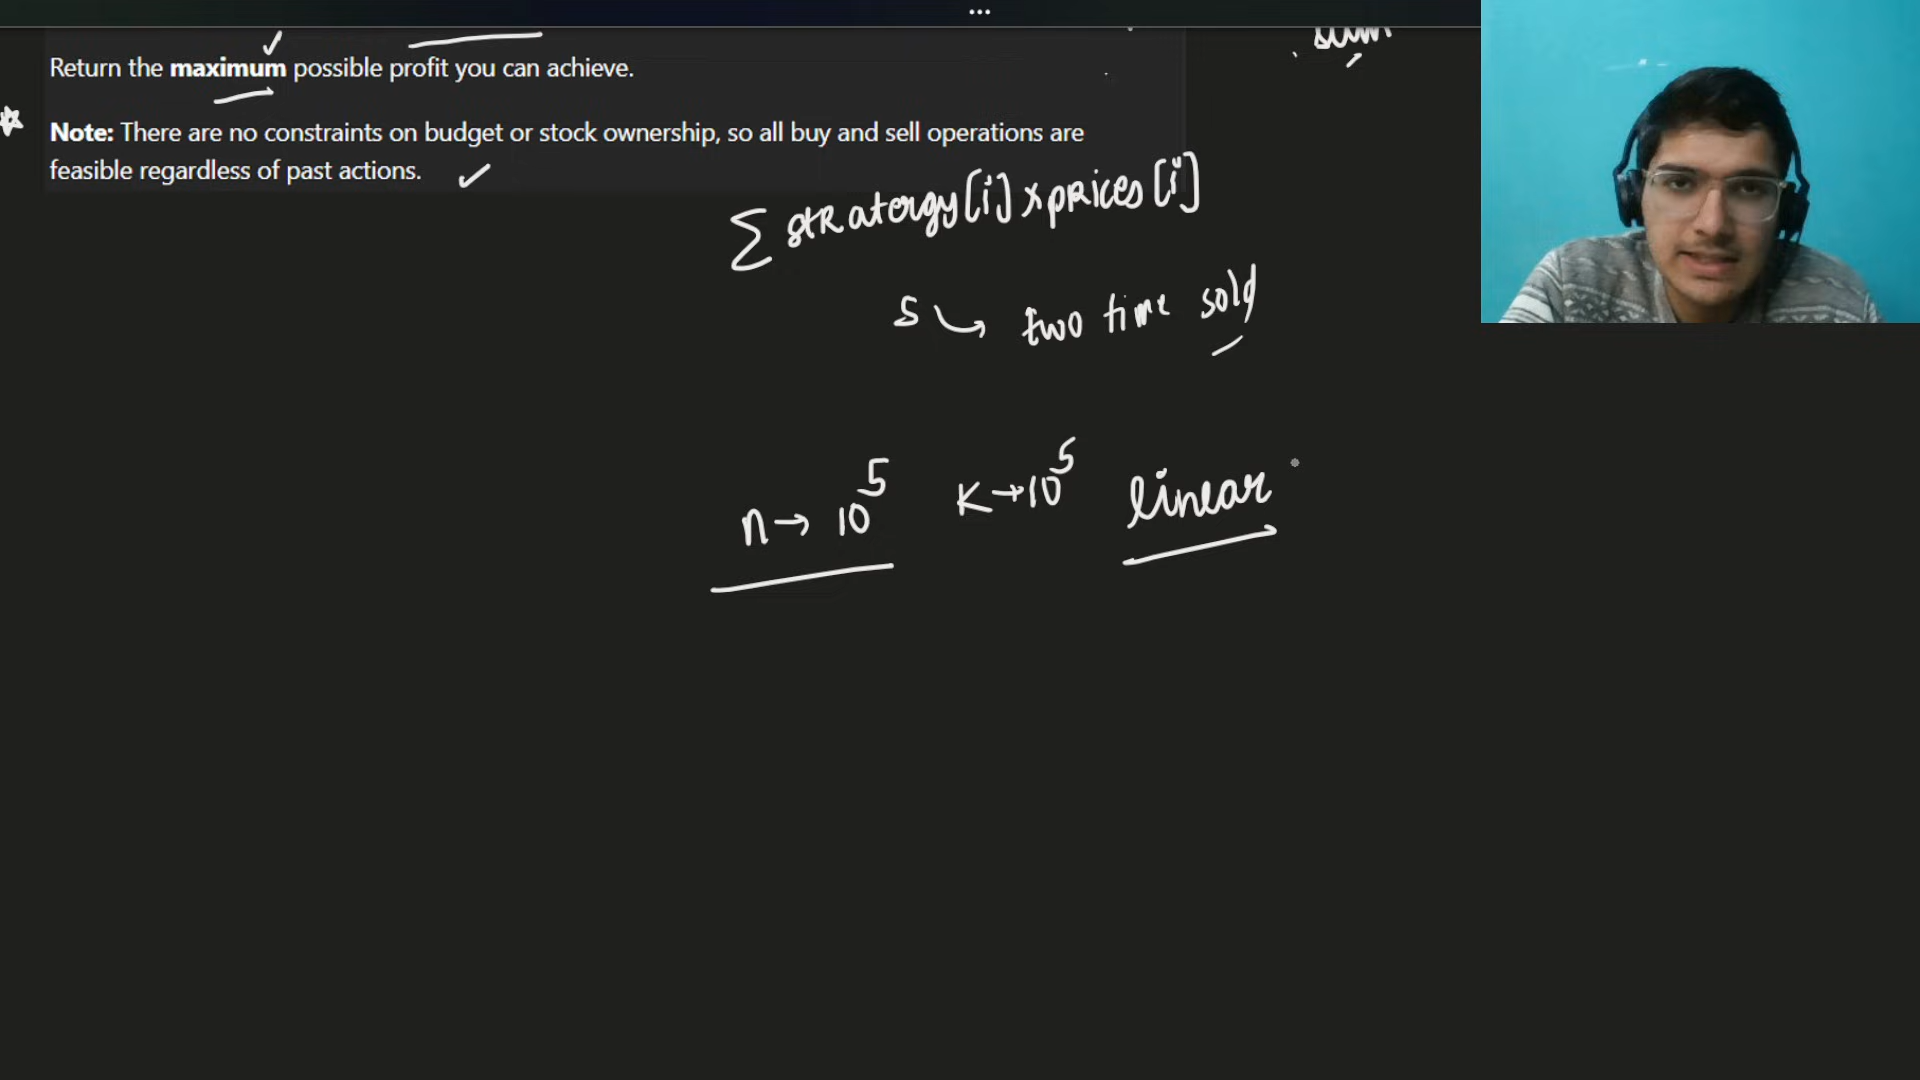 ...
sum
Return the maximum possible profit you can achieve.
Note: There are no constraints on budget or stock ownership, so all buy and sell operations are
feasible regardless of past actions.
∑ stratergy[i] x prices[i]
S ↘ two time sold
n → 10^5 K → 10^5 linear